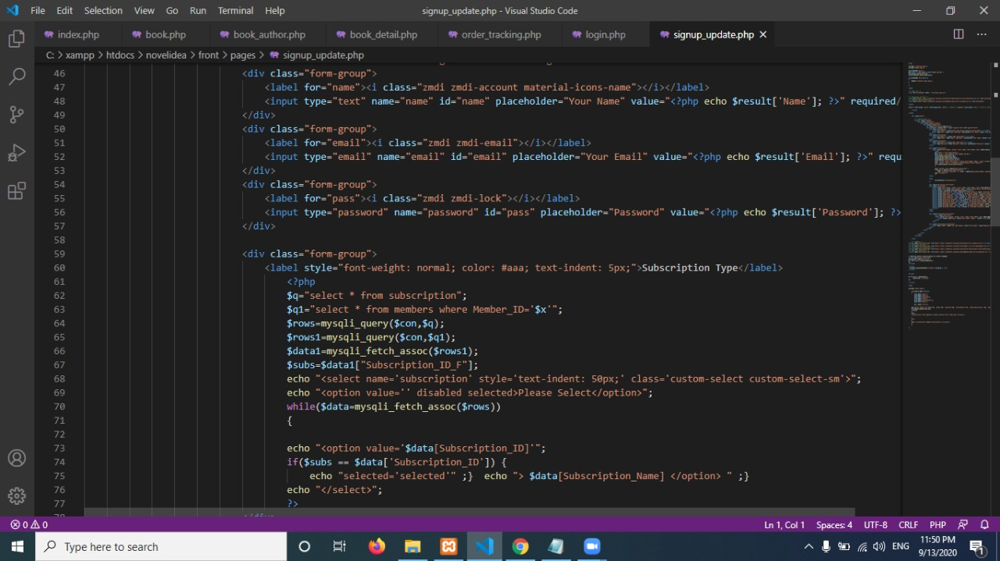 File Edit Selection View Go Run Terminal Help signup_update.php - Visual Studio Code
index.php book.php book_author.php book_detail.php order_tracking.php login.php signup_update.php
C: > xampp > htdocs > novelidea > front > pages > signup_update.php
46 <div class="form-group">
47 <label for="name"><i class="zmdi zmdi-account material-icons-name"></i></label>
48 <input type="text" name="name" id="name" placeholder="Your Name" value="<?php echo $result['Name']; ?>" required/
49 </div>
50 <div class="form-group">
51 <label for="email"><i class="zmdi zmdi-email"></i></label>
52 <input type="email" name="email" id="email" placeholder="Your Email" value="<?php echo $result['Email']; ?>" requ
53 </div>
54 <div class="form-group">
55 <label for="pass"><i class="zmdi zmdi-lock"></i></label>
56 <input type="password" name="password" id="pass" placeholder="Password" value="<?php echo $result['Password']; ?>
57 </div>
58
59 <div class="form-group">
60 <label style="font-weight: normal; color: #aaa; text-indent: 5px;">Subscription Type</label>
61 <?php
62 $q="select * from subscription";
63 $q1="select * from members where Member_ID='$x'";
64 $rows=mysqli_query($con,$q);
65 $rows1=mysqli_query($con,$q1);
66 $data1=mysqli_fetch_assoc($rows1);
67 $subs=$data1["Subscription_ID_F"];
68 echo "<select name='subscription' style='text-indent: 50px;' class='custom-select custom-select-sm'>";
69 echo "<option value='' disabled selected>Please Select</option>";
70 while($data=mysqli_fetch_assoc($rows))
71 {
72
73 echo "<option value='$data[Subscription_ID]'";
74 if($subs == $data['Subscription_ID']) {
75 echo "selected='selected'" ;} echo "> $data[Subscription_Name] </option> " ;}
76 echo "</select>";
77 ?>
0 0 Ln 1, Col 1 Spaces: 4 UTF-8 CRLF PHP
Type here to search ENG 11:50 PM
9/13/2020 1